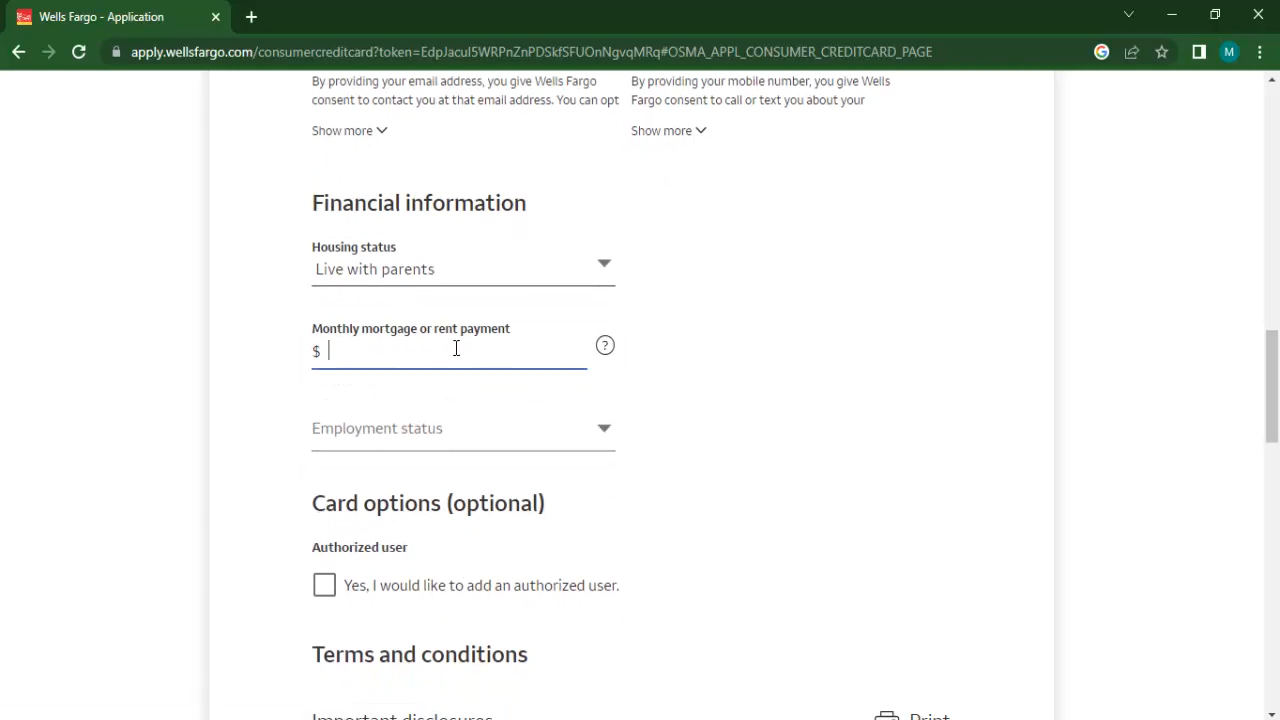 Wells Fargo - Application
apply.wellsfargo.com/consumercreditcard?token=EdpJacuI5WRPnZnPDSkfSFUOnNgvqMRq#OSMA_APPL_CONSUMER_CREDITCARD_PAGE
M
By providing your email address, you give Wells Fargo
consent to contact you at that email address. You can opt
Show more
By providing your mobile number, you give Wells
Fargo consent to call or text you about your
Show more
Financial information
Housing status
Live with parents
Monthly mortgage or rent payment
$
?
Employment status
Card options (optional)
Authorized user
Yes, I would like to add an authorized user.
Terms and conditions
Important disclosures
Print